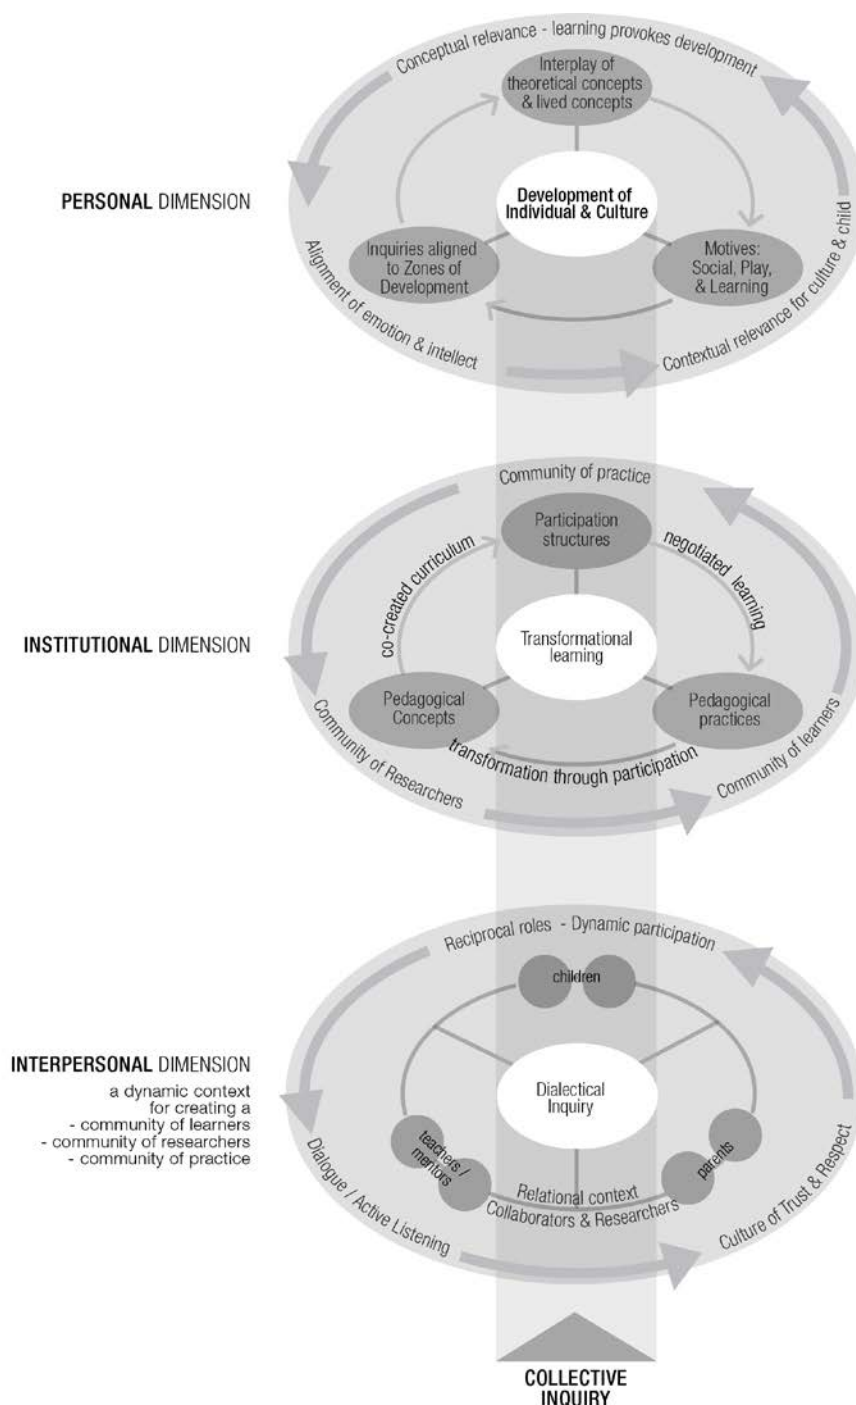 Conceptual relevance - learning provokes development
Interplay of
theoretical concepts
& lived concepts
PERSONAL DIMENSION
Development of
Individual & Culture
Inquiries aligned
to Zones of
Development
Motives:
Social, Play,
& Learning
Alignment of emotion & intellect
Contextual relevance for culture & child
Community of practice
Participation
structures
co-created curriculum
negotiated learning
INSTITUTIONAL DIMENSION
Transformational
learning
Pedagogical
Concepts
Pedagogical
practices
transformation through participation
Community of Researchers
Community of learners
Reciprocal roles - Dynamic participation
children
INTERPERSONAL DIMENSION
a dynamic context
for creating a
- community of learners
- community of researchers
- community of practice
Dialectical
Inquiry
teachers /
mentors
parents
Relational context
Collaborators & Researchers
Dialogue / Active Listening
Culture of Trust & Respect
COLLECTIVE
INQUIRY